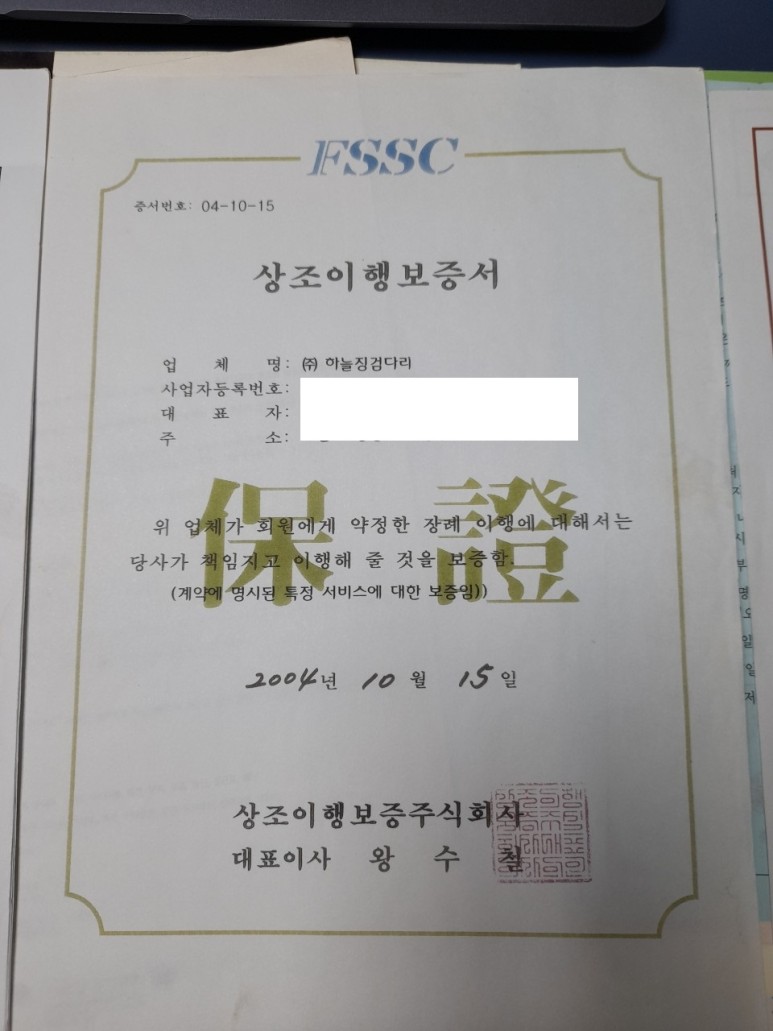 FSSC
증서번호: 04-10-15
상조이행보증서
업 체 명: ㈜ 하늘징검다리
사업자등록번호:
대 표 자:
주 소:
保 證
위 업체가 회원에게 약정한 장례 이행에 대해서는
당사가 책임지고 이행해 줄 것을 보증함.
(계약에 명시된 특정 서비스에 대한 보증임))
2004년 10월 15일
상조이행보증주식회사
대표이사 왕 수 철